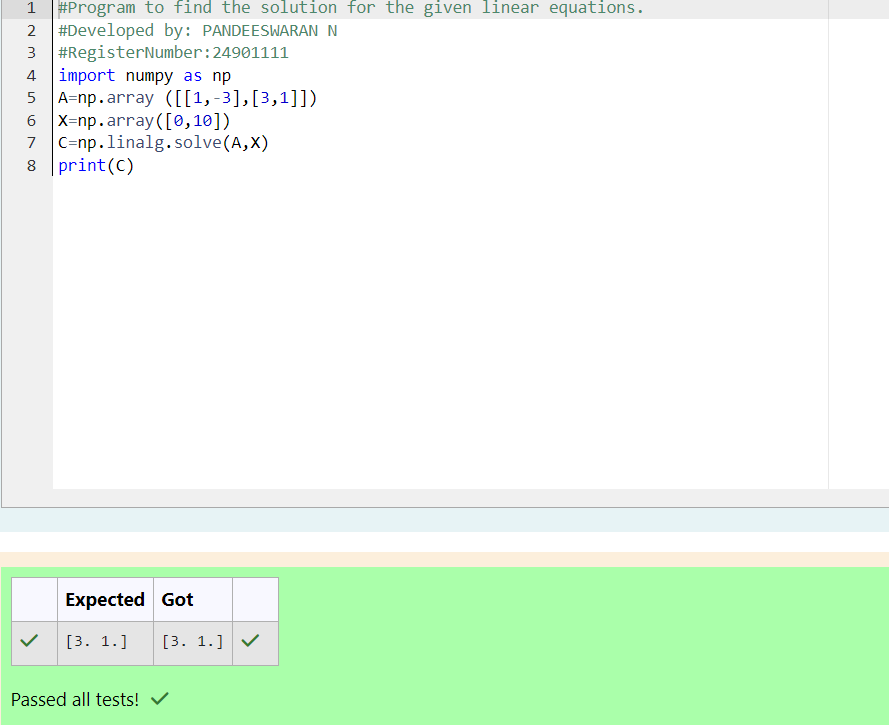 1 #Program to find the solution for the given linear equations.
2 #Developed by: PANDEESWARAN N
3 #RegisterNumber:24901111
4 import numpy as np
5 A=np.array ([[1,-3],[3,1]])
6 X=np.array([0,10])
7 C=np.linalg.solve(A,X)
8 print(C)
Expected Got
[3. 1.] [3. 1.]
Passed all tests!